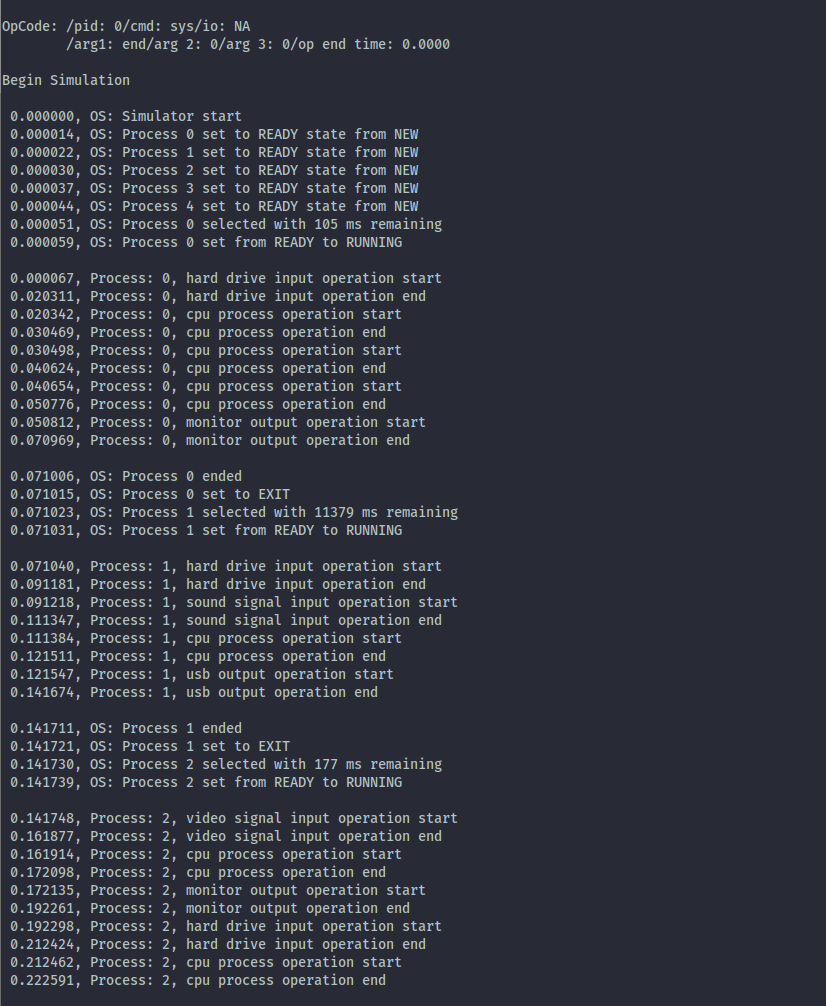 OpCode: /pid: 0/cmd: sys/io: NA
/arg1: end/arg 2: 0/arg 3: 0/op end time: 0.0000
Begin Simulation
0.000000, OS: Simulator start
0.000014, OS: Process 0 set to READY state from NEW
0.000022, OS: Process 1 set to READY state from NEW
0.000030, OS: Process 2 set to READY state from NEW
0.000037, OS: Process 3 set to READY state from NEW
0.000044, OS: Process 4 set to READY state from NEW
0.000051, OS: Process 0 selected with 105 ms remaining
0.000059, OS: Process 0 set from READY to RUNNING
0.000067, Process: 0, hard drive input operation start
0.020311, Process: 0, hard drive input operation end
0.020342, Process: 0, cpu process operation start
0.030469, Process: 0, cpu process operation end
0.030498, Process: 0, cpu process operation start
0.040624, Process: 0, cpu process operation end
0.040654, Process: 0, cpu process operation start
0.050776, Process: 0, cpu process operation end
0.050812, Process: 0, monitor output operation start
0.070969, Process: 0, monitor output operation end
0.071006, OS: Process 0 ended
0.071015, OS: Process 0 set to EXIT
0.071023, OS: Process 1 selected with 11379 ms remaining
0.071031, OS: Process 1 set from READY to RUNNING
0.071040, Process: 1, hard drive input operation start
0.091181, Process: 1, hard drive input operation end
0.091218, Process: 1, sound signal input operation start
0.111347, Process: 1, sound signal input operation end
0.111384, Process: 1, cpu process operation start
0.121511, Process: 1, cpu process operation end
0.121547, Process: 1, usb output operation start
0.141674, Process: 1, usb output operation end
0.141711, OS: Process 1 ended
0.141721, OS: Process 1 set to EXIT
0.141730, OS: Process 2 selected with 177 ms remaining
0.141739, OS: Process 2 set from READY to RUNNING
0.141748, Process: 2, video signal input operation start
0.161877, Process: 2, video signal input operation end
0.161914, Process: 2, cpu process operation start
0.172098, Process: 2, cpu process operation end
0.172135, Process: 2, monitor output operation start
0.192261, Process: 2, monitor output operation end
0.192298, Process: 2, hard drive input operation start
0.212424, Process: 2, hard drive input operation end
0.212462, Process: 2, cpu process operation start
0.222591, Process: 2, cpu process operation end